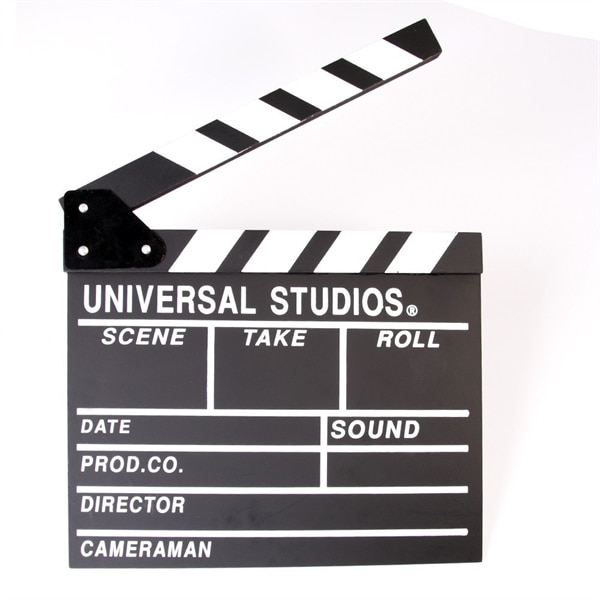 UNIVERSAL STUDIOS®
SCENE TAKE ROLL
DATE SOUND
PROD.CO.
DIRECTOR
CAMERAMAN